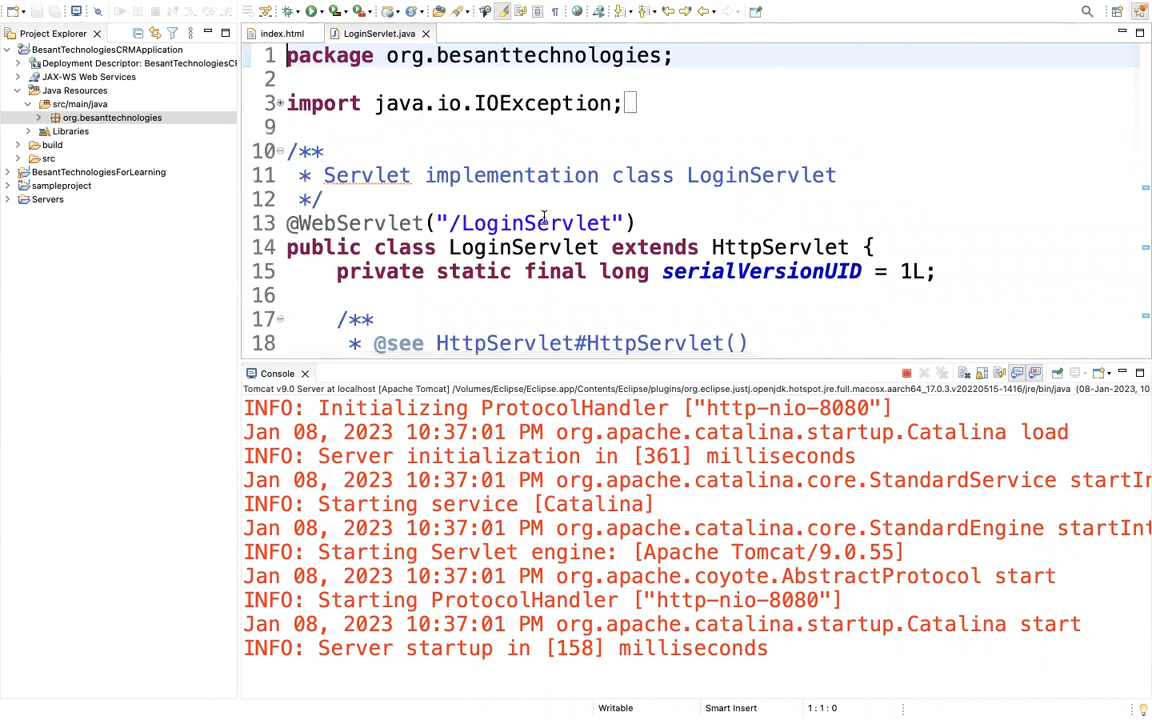 index.html
LoginServlet.java
Project Explorer
BesantTechnologiesCRMApplication
Deployment Descriptor: BesantTechnologiesCF
JAX-WS Web Services
Java Resources
src/main/java
org.besanttechnologies
Libraries
build
src
BesantTechnologiesForLearning
sampleproject
Servers
1 package org.besanttechnologies;
2
3 import java.io.IOException;
9
10 /**
11 * Servlet implementation class LoginServlet
12 */
13 @WebServlet("/LoginServlet")
14 public class LoginServlet extends HttpServlet {
15 private static final long serialVersionUID = 1L;
16
17 /**
18 * @see HttpServlet#HttpServlet()
Console
Tomcat v9.0 Server at localhost [Apache Tomcat] /Volumes/Eclipse/Eclipse.app/Contents/Eclipse/plugins/org.eclipse.justj.openjdk.hotspot.jre.full.macosx.aarch64_17.0.3.v20220515-1416/jre/bin/java (08-Jan-2023, 10
INFO: Initializing ProtocolHandler ["http-nio-8080"]
Jan 08, 2023 10:37:01 PM org.apache.catalina.startup.Catalina load
INFO: Server initialization in [361] milliseconds
Jan 08, 2023 10:37:01 PM org.apache.catalina.core.StandardService startIn
INFO: Starting service [Catalina]
Jan 08, 2023 10:37:01 PM org.apache.catalina.core.StandardEngine startInt
INFO: Starting Servlet engine: [Apache Tomcat/9.0.55]
Jan 08, 2023 10:37:01 PM org.apache.coyote.AbstractProtocol start
INFO: Starting ProtocolHandler ["http-nio-8080"]
Jan 08, 2023 10:37:01 PM org.apache.catalina.startup.Catalina start
INFO: Server startup in [158] milliseconds
Writable
Smart Insert
1 : 1 : 0